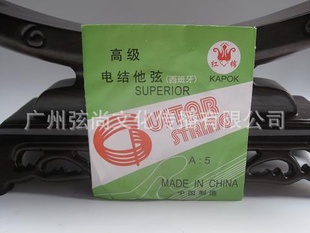 高级
电结他弦(西班牙)
红棉
SUPERIOR
KAPOK
GUITAR
STRINGS
广州弦尚文化传播有限公司
A:5
MADE IN CHINA
中国制造